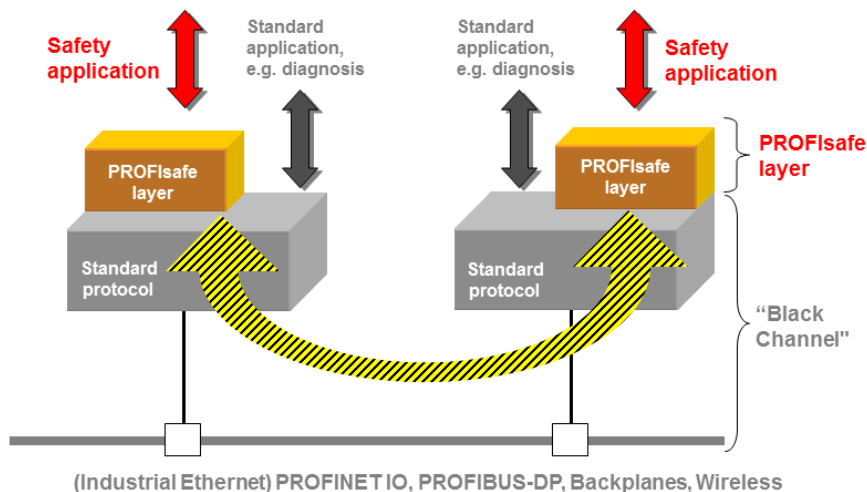 Safety
application
Standard
application,
e.g. diagnosis
Standard
application,
e.g. diagnosis
Safety
application
PROFIsafe
layer
PROFIsafe
layer
PROFIsafe
layer
Standard
protocol
Standard
protocol
“Black
Channel"
(Industrial Ethernet) PROFINET IO, PROFIBUS-DP, Backplanes, Wireless